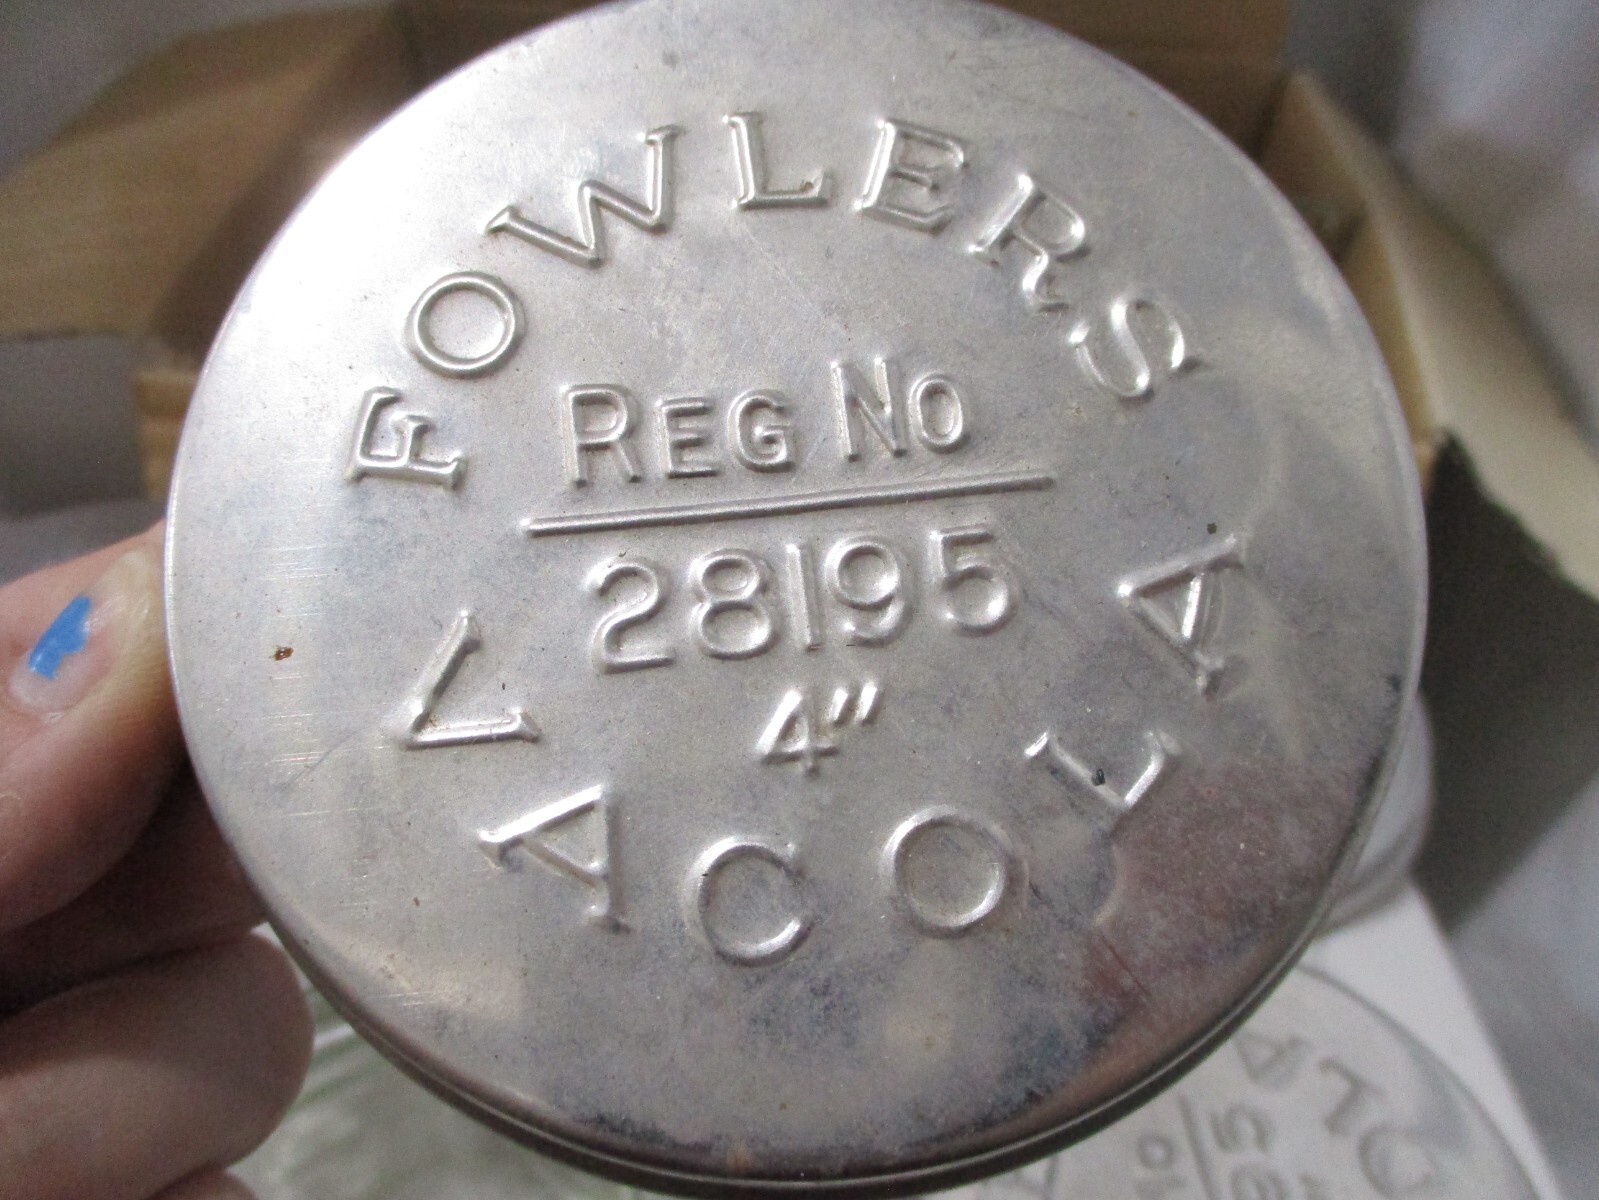 FOWLERS
REG NO
28195
4"
VACOLA